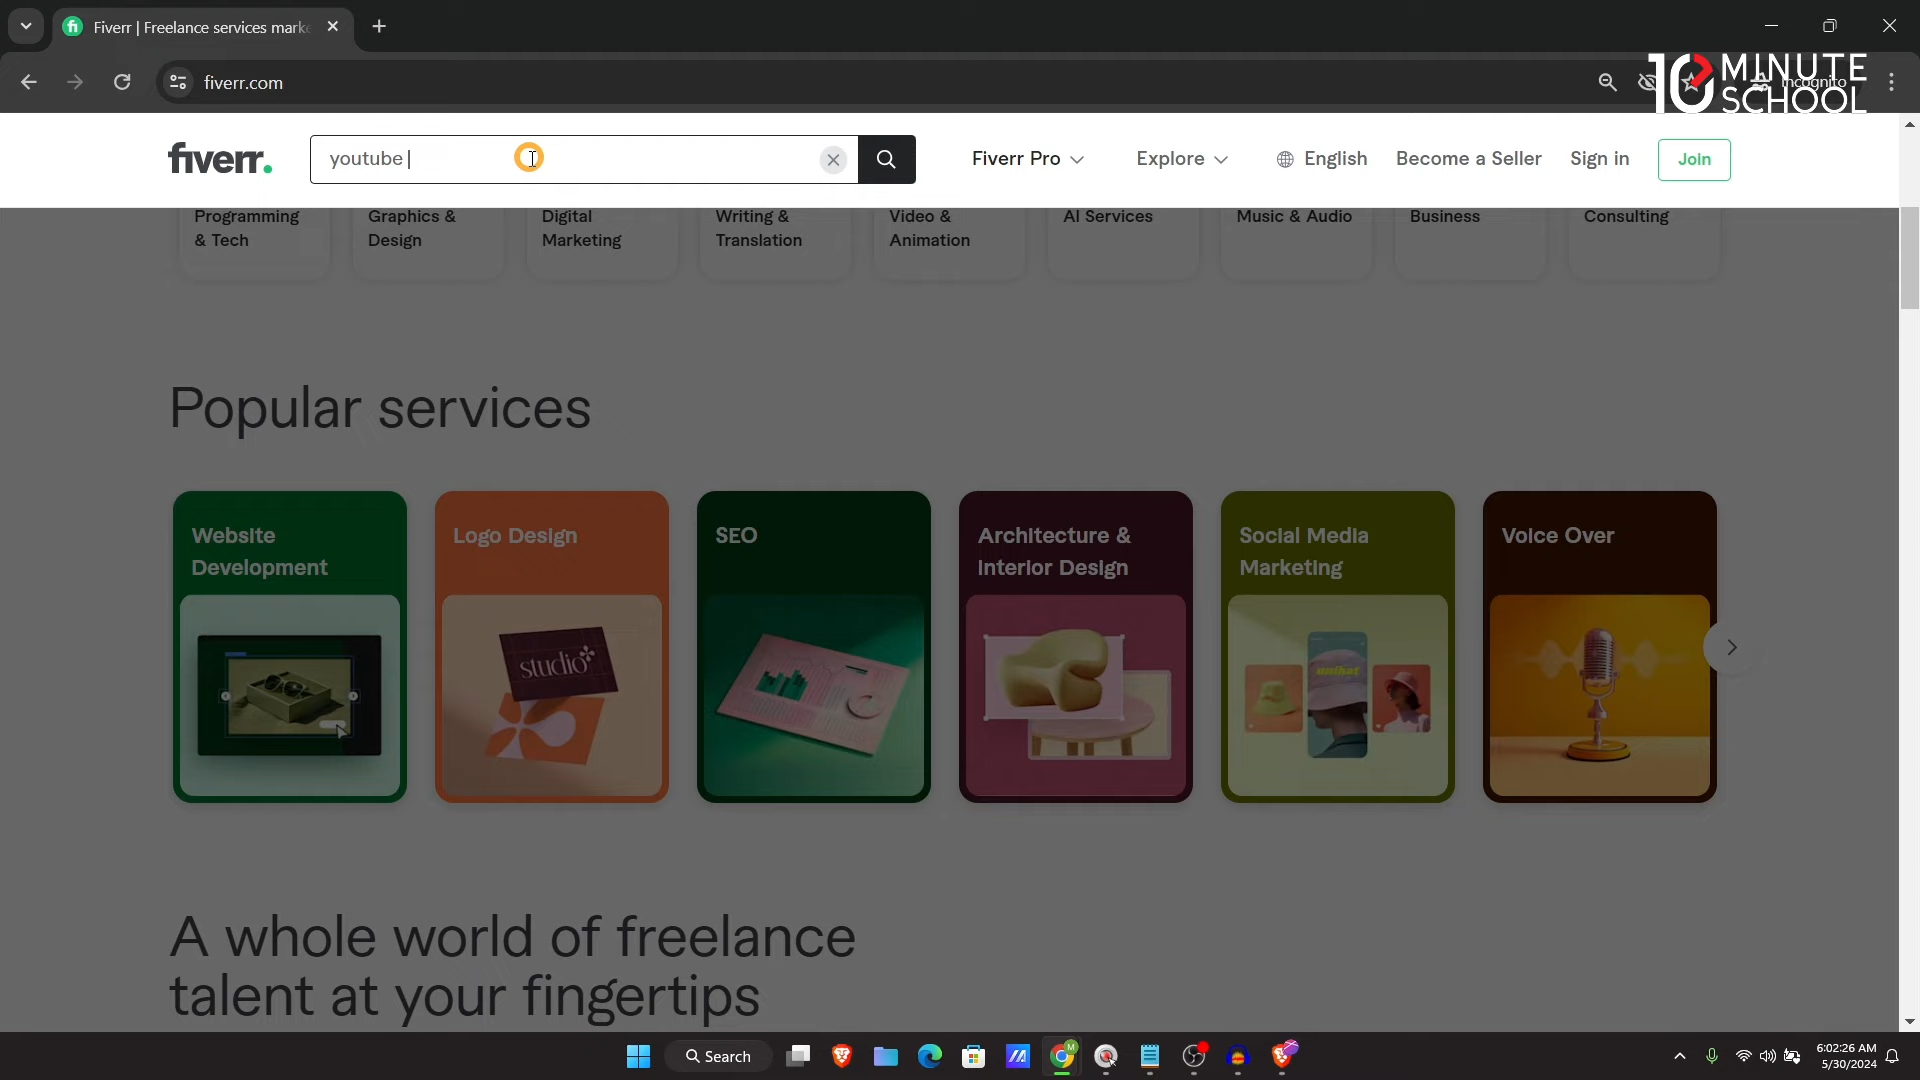 Fiverr | Freelance services mark
fiverr.com
Incognito
10 MINUTE
SCHOOL
fiverr.
youtube
Fiverr Pro
Explore
English
Become a Seller
Sign in
Join
Programming
& Tech
Graphics &
Design
Digital
Marketing
Writing &
Translation
Video &
Animation
AI Services
Music & Audio
Business
Consulting
Popular services
Website
Development
Logo Design
studio
SEO
Architecture &
Interior Design
Social Media
Marketing
unihat
Voice Over
A whole world of freelance
talent at your fingertips
Search
6:02:26 AM
5/30/2024